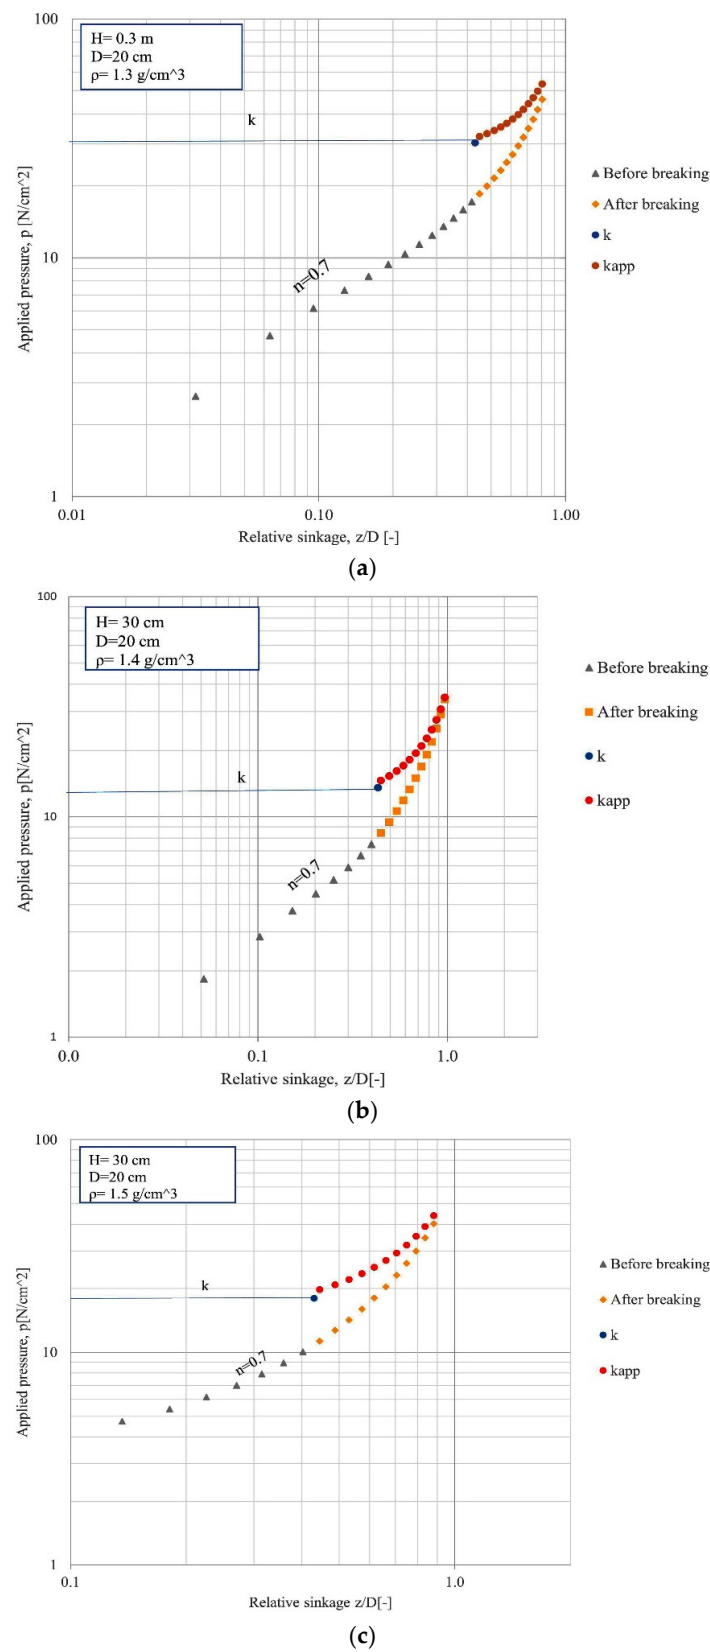 100
H= 0.3 m
D=20 cm
ρ= 1.3 g/cm^3
k
Before breaking
After breaking
k
kapp
10
n=0.7
Applied pressure, p [N/cm^2]
1
0.01
0.10
1.00
Relative sinkage, z/D [-]
(a)
100
H= 30 cm
D=20 cm
ρ= 1.4 g/cm^3
Before breaking
After breaking
k
kapp
k
10
n=0.7
Applied pressure, p[N/cm^2]
1
0.0
0.1
1.0
Relative sinkage, z/D[-]
(b)
100
H= 30 cm
D=20 cm
ρ= 1.5 g/cm^3
Before breaking
After breaking
k
kapp
k
10
n=0.7
Applied pressure, p[N/cm^2]
1
0.1
1.0
Relative sinkage z/D[-]
(c)